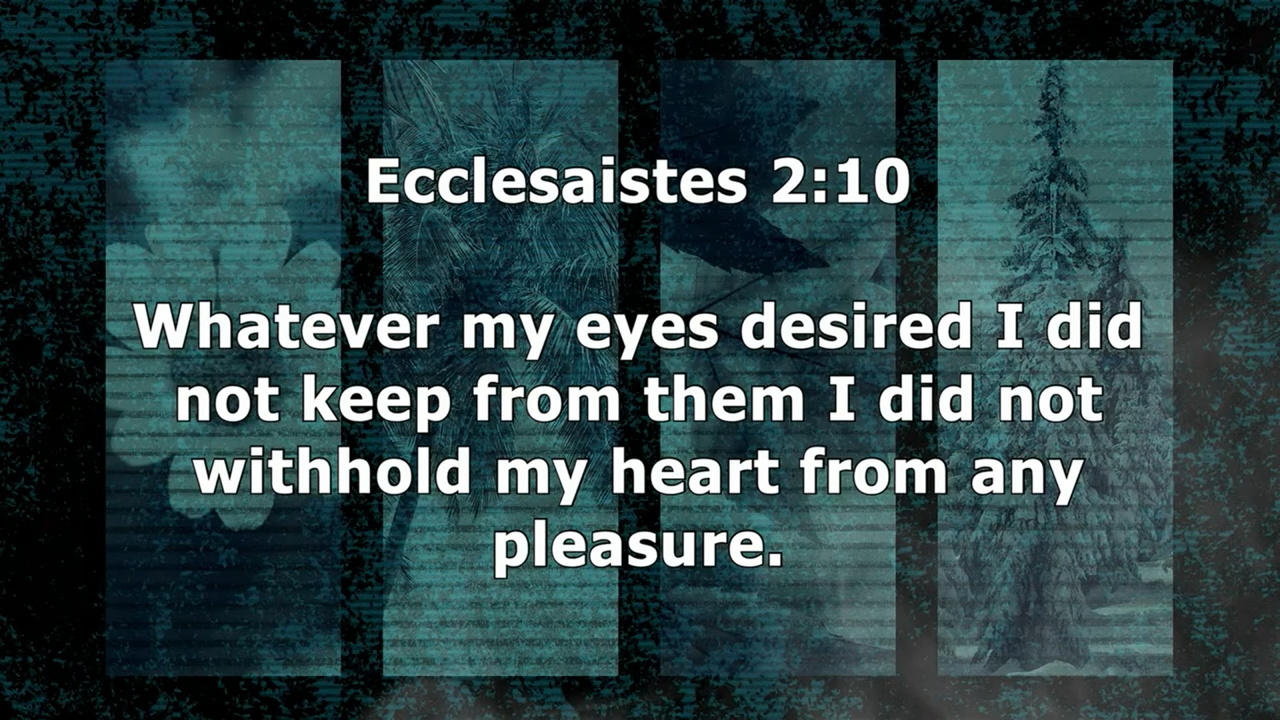 Ecclesaistes 2:10
Whatever my eyes desired I did
not keep from them I did not
withhold my heart from any
pleasure.